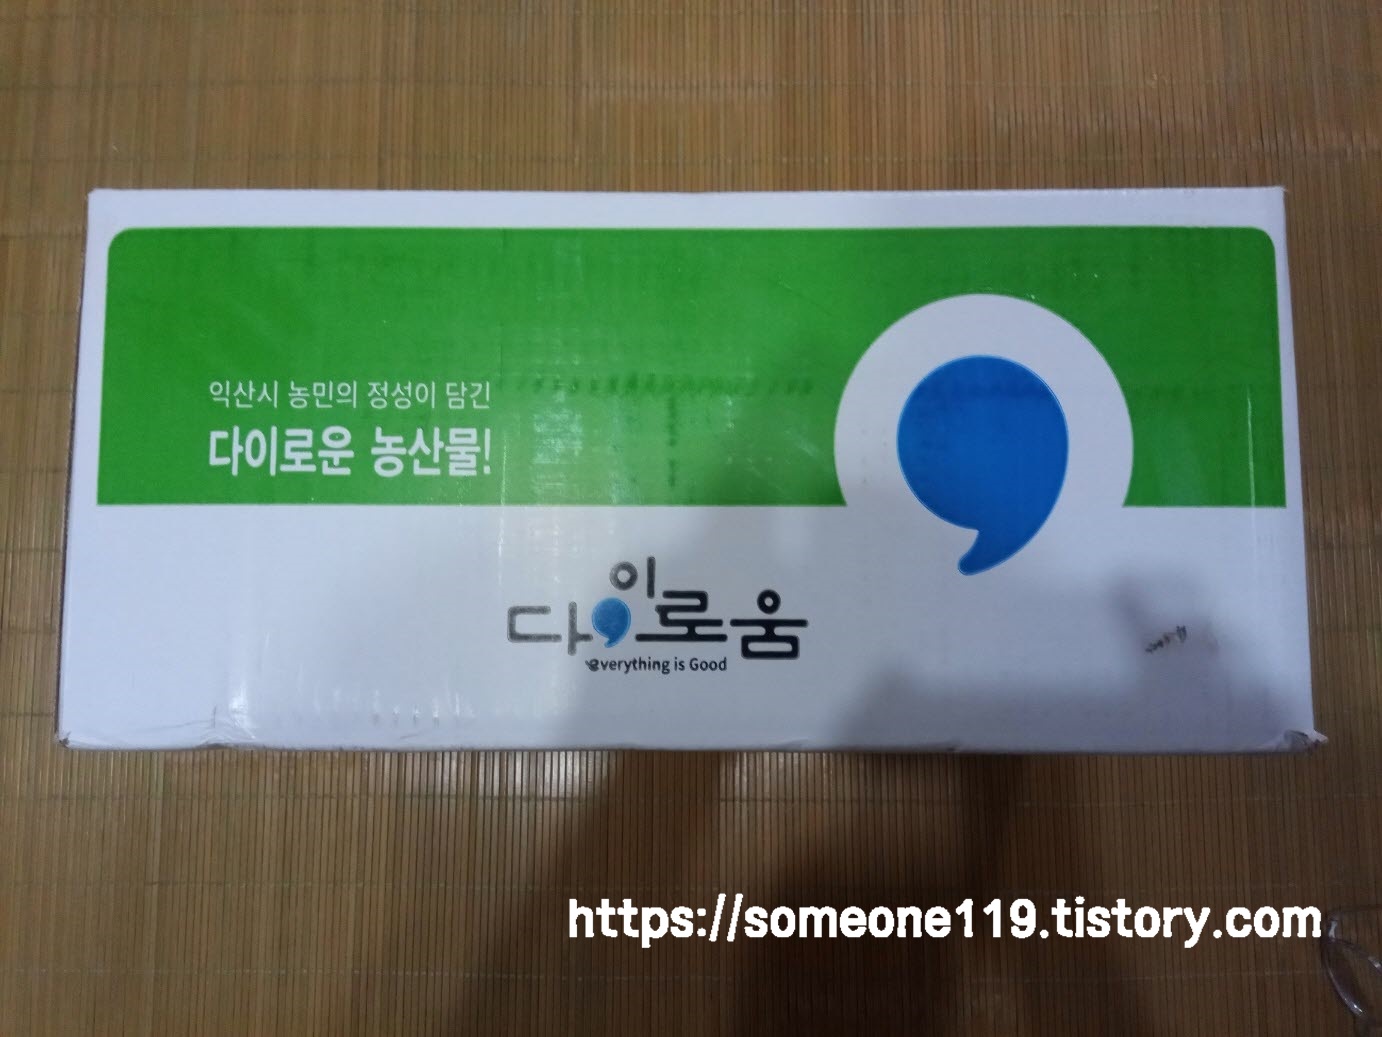 익산시 농민의 정성이 담긴
다이로운 농산물!
다이로움
everything is Good
https://someone119.tistory.com